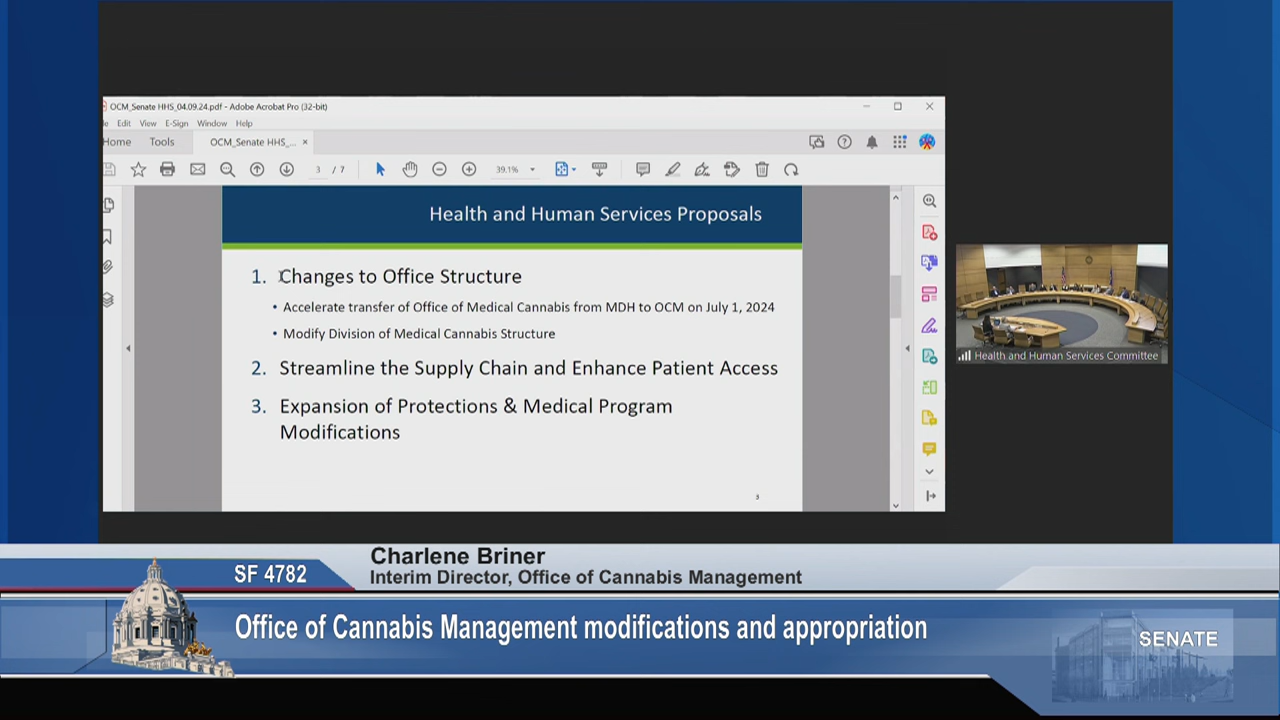 OCM_Senate HHS_04.09.24.pdf - Adobe Acrobat Pro (32-bit)
Edit View E-Sign Window Help
Home Tools OCM_Senate HHS_... ×
3 / 7 39.1%
Health and Human Services Proposals
1. Changes to Office Structure
• Accelerate transfer of Office of Medical Cannabis from MDH to OCM on July 1, 2024
• Modify Division of Medical Cannabis Structure
2. Streamline the Supply Chain and Enhance Patient Access
3. Expansion of Protections & Medical Program
Modifications
3
Health and Human Services Committee
Charlene Briner
SF 4782
Interim Director, Office of Cannabis Management
Office of Cannabis Management modifications and appropriation
SENATE